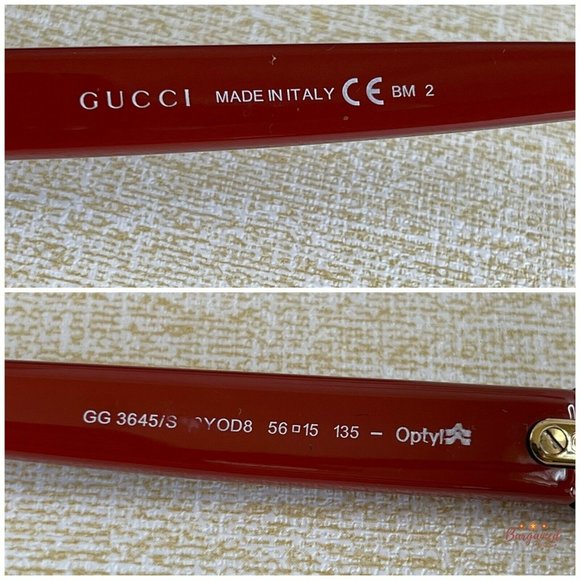 GUCCI MADE IN ITALY CE BM 2
GG 3645/S YOD8 56□15 135 – Optyl